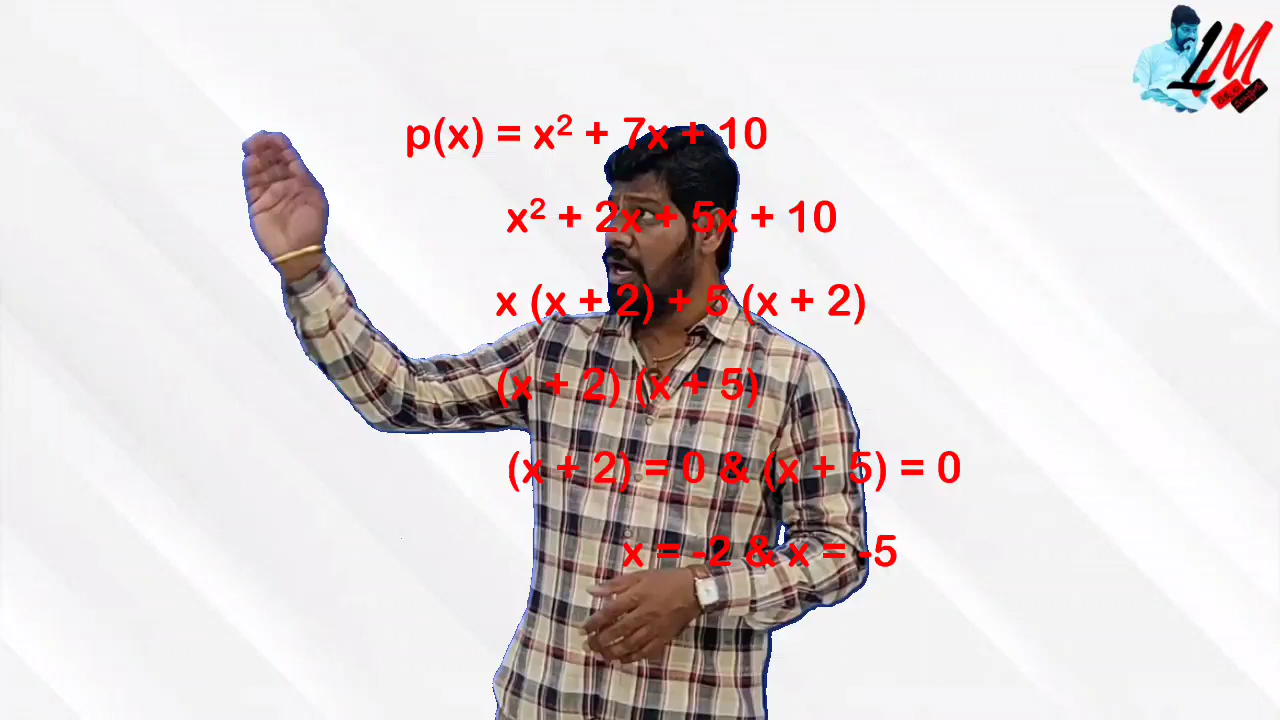 LM
p(x) = x² + 7x + 10
x² + 2x + 5x + 10
x (x + 2) + 5 (x + 2)
(x + 2) (x + 5)
(x + 2) = 0 & (x + 5) = 0
x = -2 & x = -5